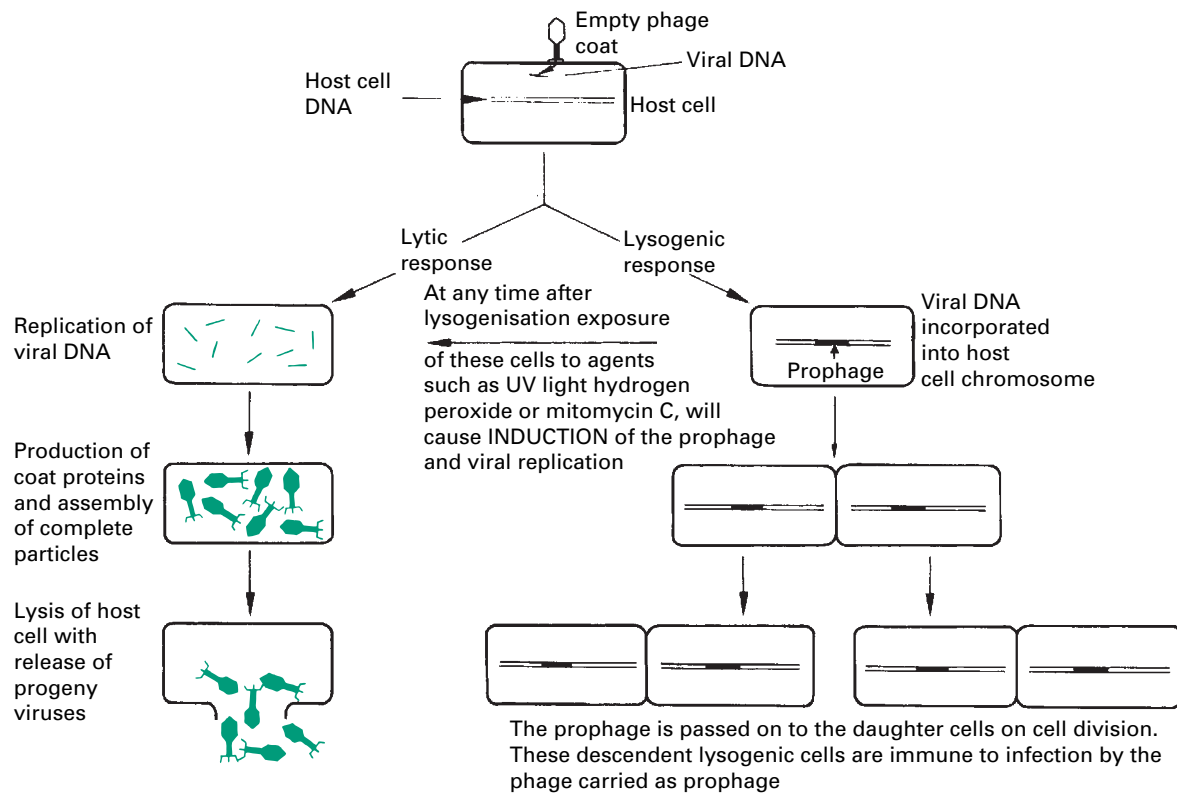 Empty phage
coat
Viral DNA
Host cell
DNA
Host cell
Lytic
response
Lysogenic
response
Replication of
viral DNA
At any time after
lysogenisation exposure
of these cells to agents
such as UV light hydrogen
peroxide or mitomycin C, will
cause INDUCTION of the prophage
and viral replication
Prophage
Viral DNA
incorporated
into host
cell chromosome
Production of
coat proteins
and assembly
of complete
particles
Lysis of host
cell with
release of
progeny
viruses
The prophage is passed on to the daughter cells on cell division.
These descendent lysogenic cells are immune to infection by the
phage carried as prophage